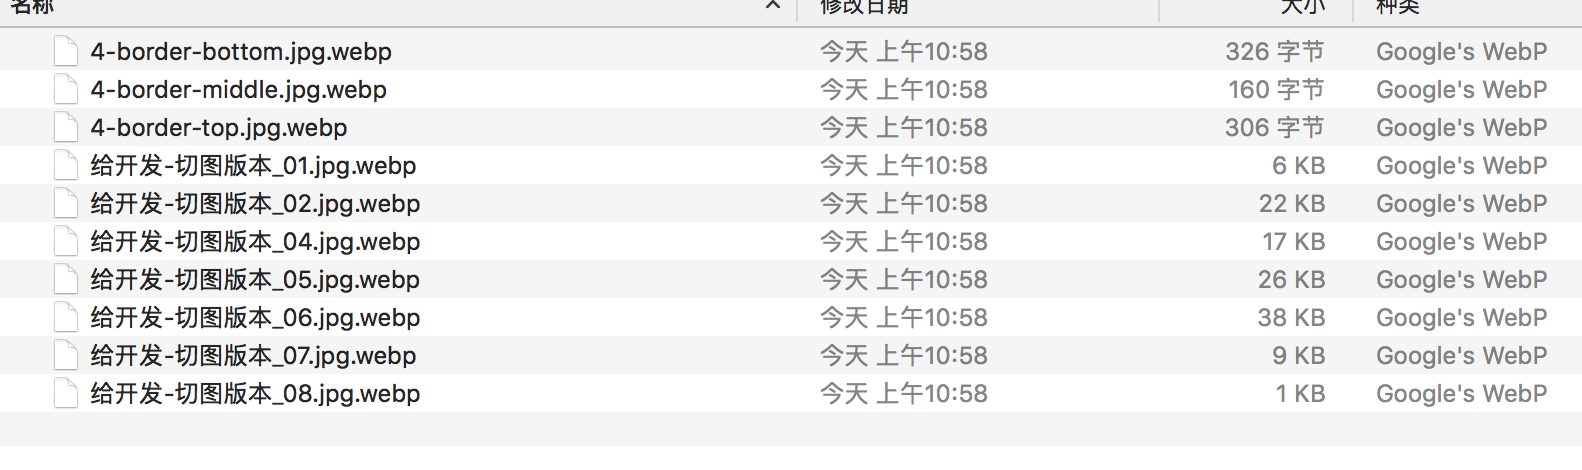 名称 修改日期 大小 种类
4-border-bottom.jpg.webp 今天 上午10:58 326 字节 Google's WebP
4-border-middle.jpg.webp 今天 上午10:58 160 字节 Google's WebP
4-border-top.jpg.webp 今天 上午10:58 306 字节 Google's WebP
给开发-切图版本_01.jpg.webp 今天 上午10:58 6 KB Google's WebP
给开发-切图版本_02.jpg.webp 今天 上午10:58 22 KB Google's WebP
给开发-切图版本_04.jpg.webp 今天 上午10:58 17 KB Google's WebP
给开发-切图版本_05.jpg.webp 今天 上午10:58 26 KB Google's WebP
给开发-切图版本_06.jpg.webp 今天 上午10:58 38 KB Google's WebP
给开发-切图版本_07.jpg.webp 今天 上午10:58 9 KB Google's WebP
给开发-切图版本_08.jpg.webp 今天 上午10:58 1 KB Google's WebP